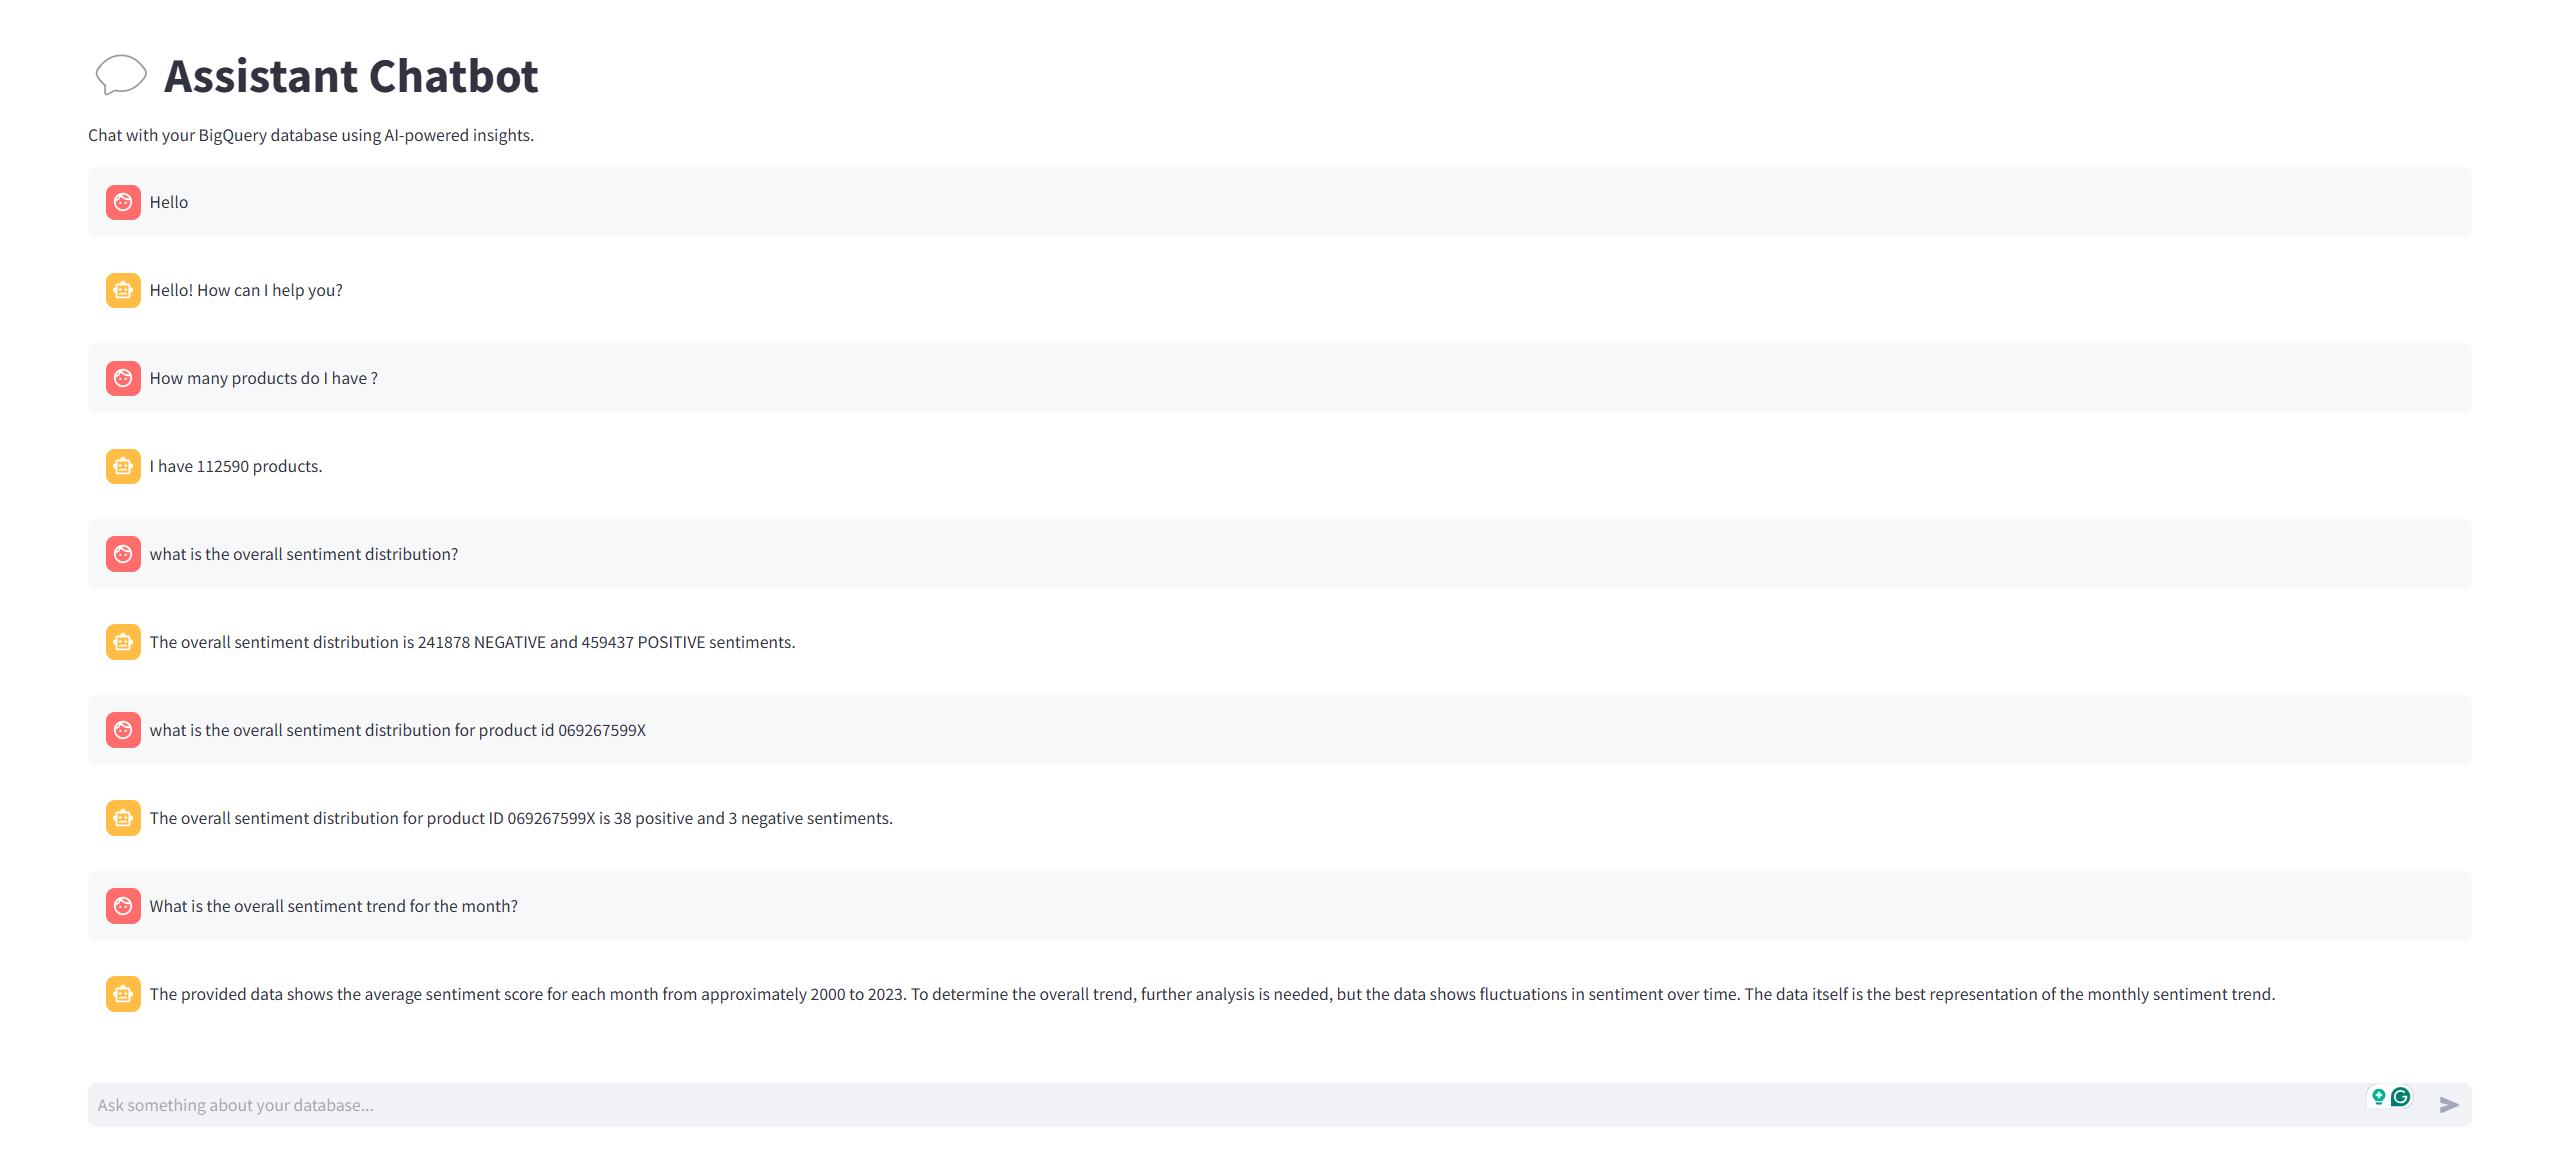 Assistant Chatbot
Chat with your BigQuery database using AI-powered insights.
Hello
Hello! How can I help you?
How many products do I have ?
I have 112590 products.
what is the overall sentiment distribution?
The overall sentiment distribution is 241878 NEGATIVE and 459437 POSITIVE sentiments.
what is the overall sentiment distribution for product id 069267599X
The overall sentiment distribution for product ID 069267599X is 38 positive and 3 negative sentiments.
What is the overall sentiment trend for the month?
The provided data shows the average sentiment score for each month from approximately 2000 to 2023. To determine the overall trend, further analysis is needed, but the data shows fluctuations in sentiment over time. The data itself is the best representation of the monthly sentiment trend.
Ask something about your database...